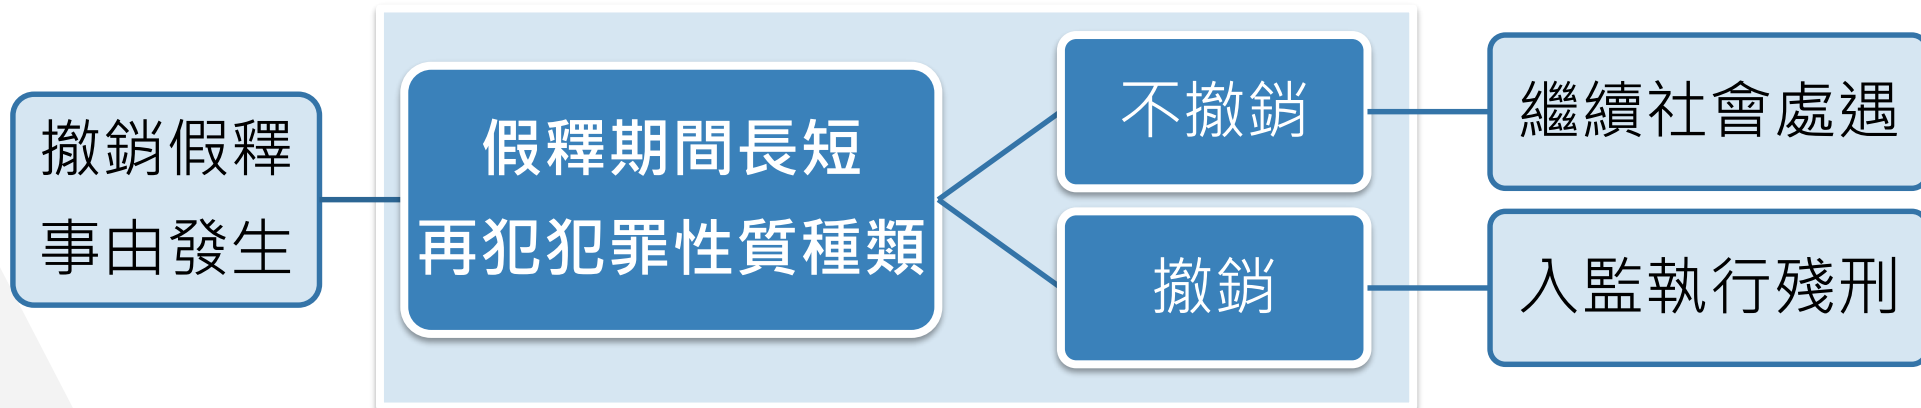 撤銷假釋
事由發生
假釋期間長短
再犯犯罪性質種類
不撤銷
撤銷
繼續社會處遇
入監執行殘刑